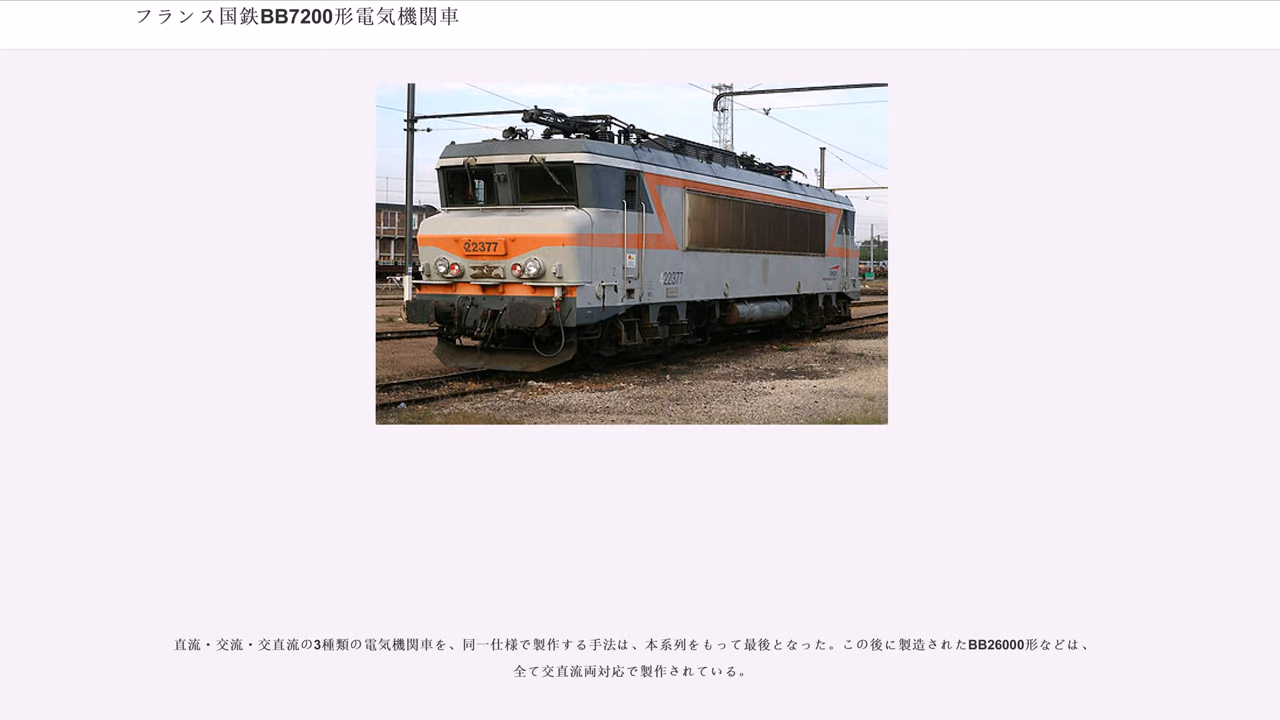 フランス国鉄BB7200形電気機関車
22377
22377
直流・交流・交直流の3種類の電気機関車を、同一仕様で製作する手法は、本系列をもって最後となった。この後に製造されたBB26000形などは、
全て交直流両対応で製作されている。